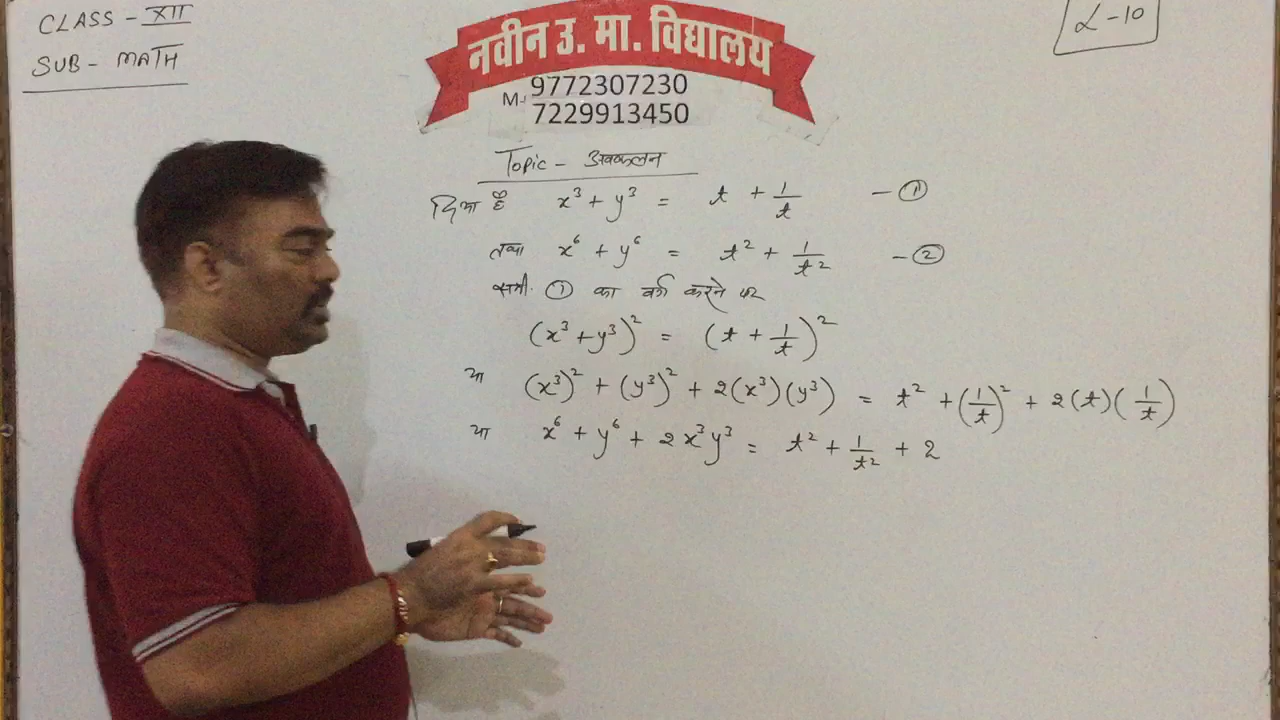 CLASS - XII
SUB - MATH
नवीन उ. मा. विद्यालय
M.: 9772307230
7229913450
L-10
Topic - अवकलन
दिया है x³ + y³ = t + 1/t - ①
तथा x⁶ + y⁶ = t² + 1/t² - ②
समी. ① का वर्ग करने पर
(x³ + y³)² = (t + 1/t)²
या (x³)² + (y³)² + 2(x³)(y³) = t² + (1/t)² + 2(t)(1/t)
या x⁶ + y⁶ + 2x³y³ = t² + 1/t² + 2